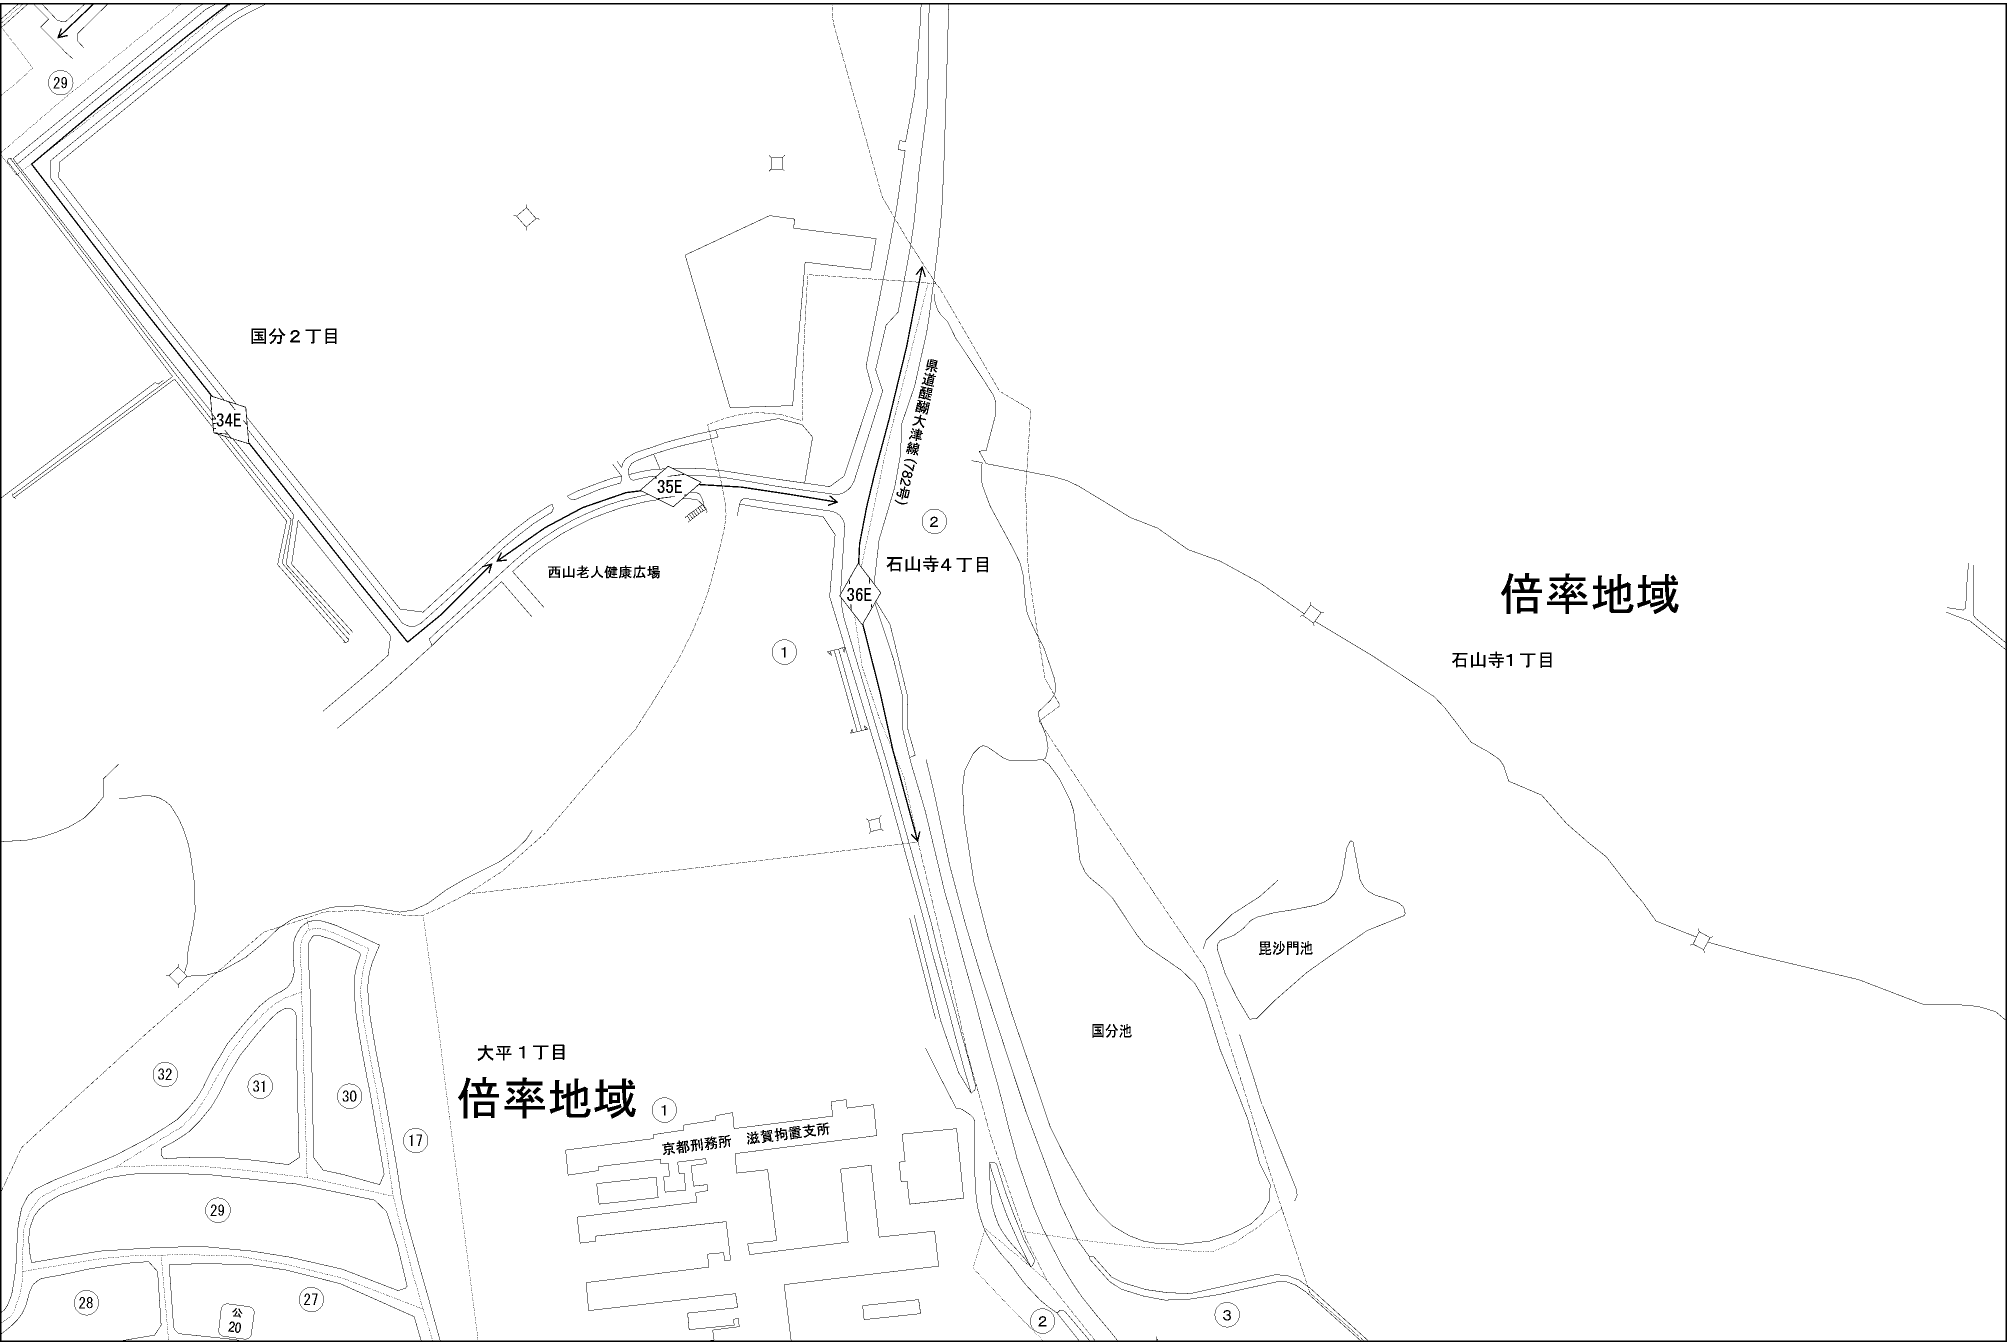 29
国分２丁目
34E
県道醍醐大津線(782号)
35E
2
石山寺４丁目
西山老人健康広場
36E
倍率地域
1
石山寺１丁目
毘沙門池
国分池
大平１丁目
倍率地域
32
31
30
1
17
京都刑務所　滋賀拘置支所
29
28
27
公
20
2
3